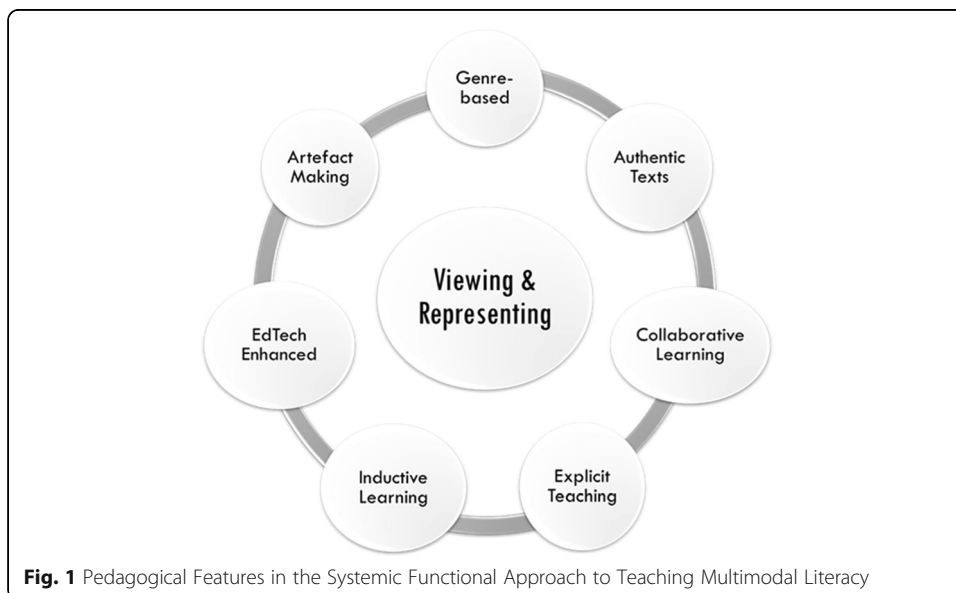 Genre-
based
Authentic
Texts
Collaborative
Learning
Explicit
Teaching
Inductive
Learning
EdTech
Enhanced
Artefact
Making
Viewing &
Representing
Fig. 1 Pedagogical Features in the Systemic Functional Approach to Teaching Multimodal Literacy